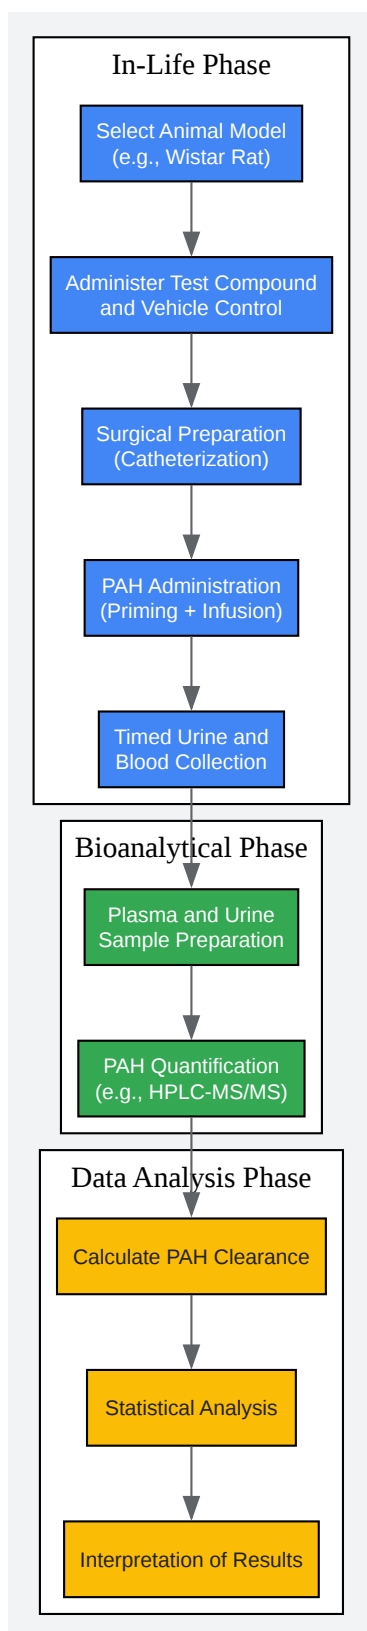 In-Life Phase
Select Animal Model
(e.g., Wistar Rat)
Administer Test Compound
and Vehicle Control
Surgical Preparation
(Catheterization)
PAH Administration
(Priming + Infusion)
Timed Urine and
Blood Collection
Bioanalytical Phase
Plasma and Urine
Sample Preparation
PAH Quantification
(e.g., HPLC-MS/MS)
Data Analysis Phase
Calculate PAH Clearance
Statistical Analysis
Interpretation of Results